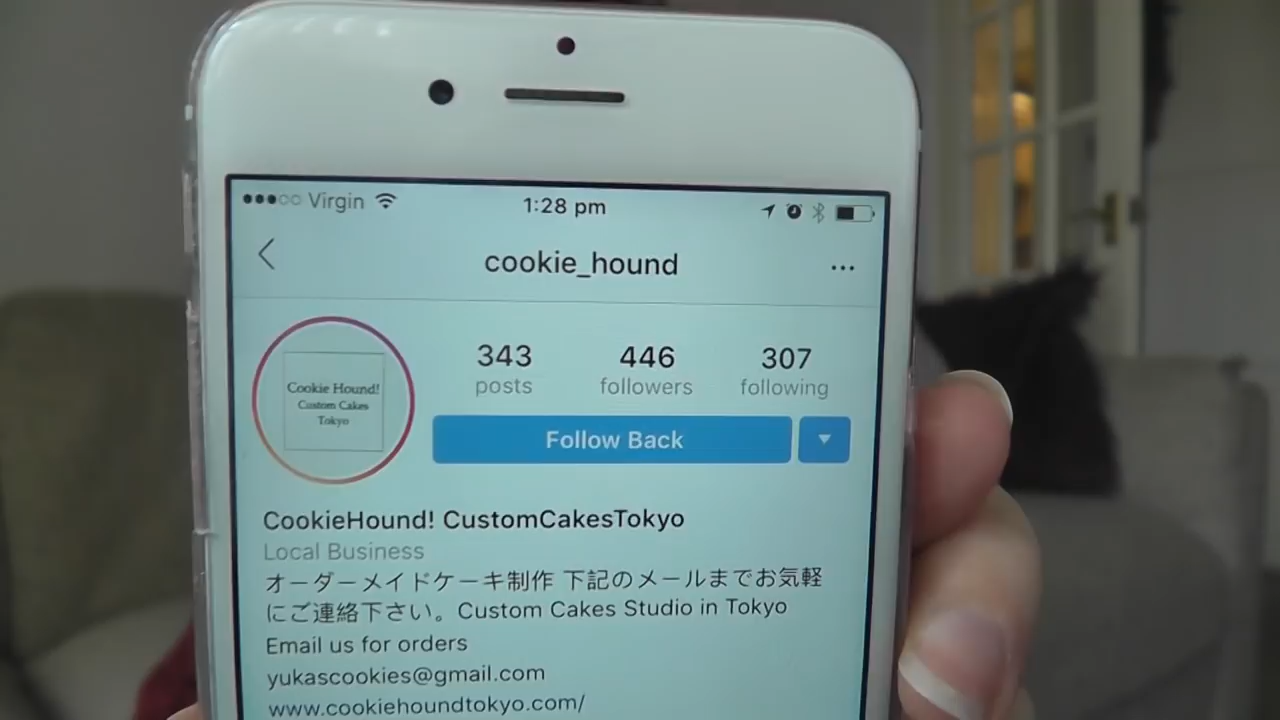 Virgin 1:28 pm
cookie_hound
Cookie Hound!
Custom Cakes
Tokyo
343 446 307
posts followers following
Follow Back
CookieHound! CustomCakesTokyo
Local Business
オーダーメイドケーキ制作 下記のメールまでお気軽
にご連絡下さい。Custom Cakes Studio in Tokyo
Email us for orders
yukascookies@gmail.com
www.cookiehoundtokyo.com/